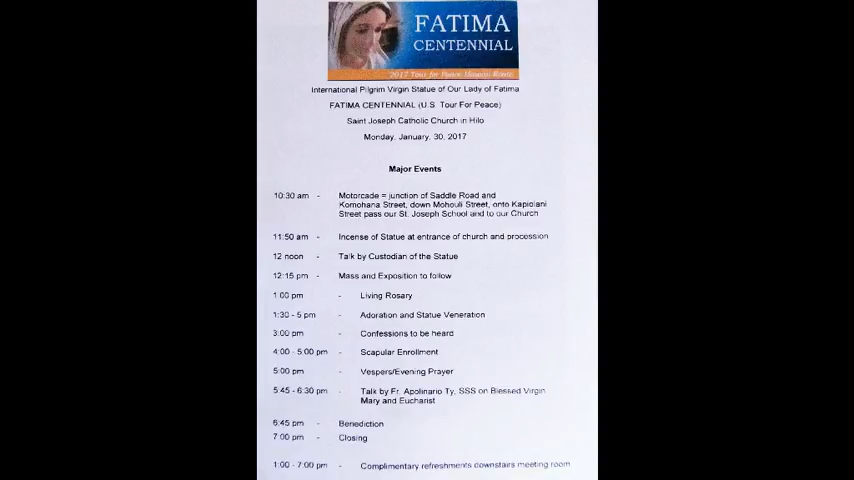 FATIMA
CENTENNIAL
2017 Tour for Peace Hawaii Route
International Pilgrim Virgin Statue of Our Lady of Fatima
FATIMA CENTENNIAL (U.S. Tour For Peace)
Saint Joseph Catholic Church in Hilo
Monday, January, 30, 2017
Major Events
10:30 am - Motorcade = junction of Saddle Road and
Komohana Street, down Mohouli Street, onto Kapiolani
Street pass our St. Joseph School and to our Church
11:50 am - Incense of Statue at entrance of church and procession
12 noon - Talk by Custodian of the Statue
12:15 pm - Mass and Exposition to follow
1:00 pm - Living Rosary
1:30 - 5 pm - Adoration and Statue Veneration
3:00 pm - Confessions to be heard
4:00 - 5:00 pm - Scapular Enrollment
5:00 pm - Vespers/Evening Prayer
5:45 - 6:30 pm - Talk by Fr. Apolinario Ty, SSS on Blessed Virgin
Mary and Eucharist
6:45 pm - Benediction
7:00 pm - Closing
1:00 - 7:00 pm - Complimentary refreshments downstairs meeting room